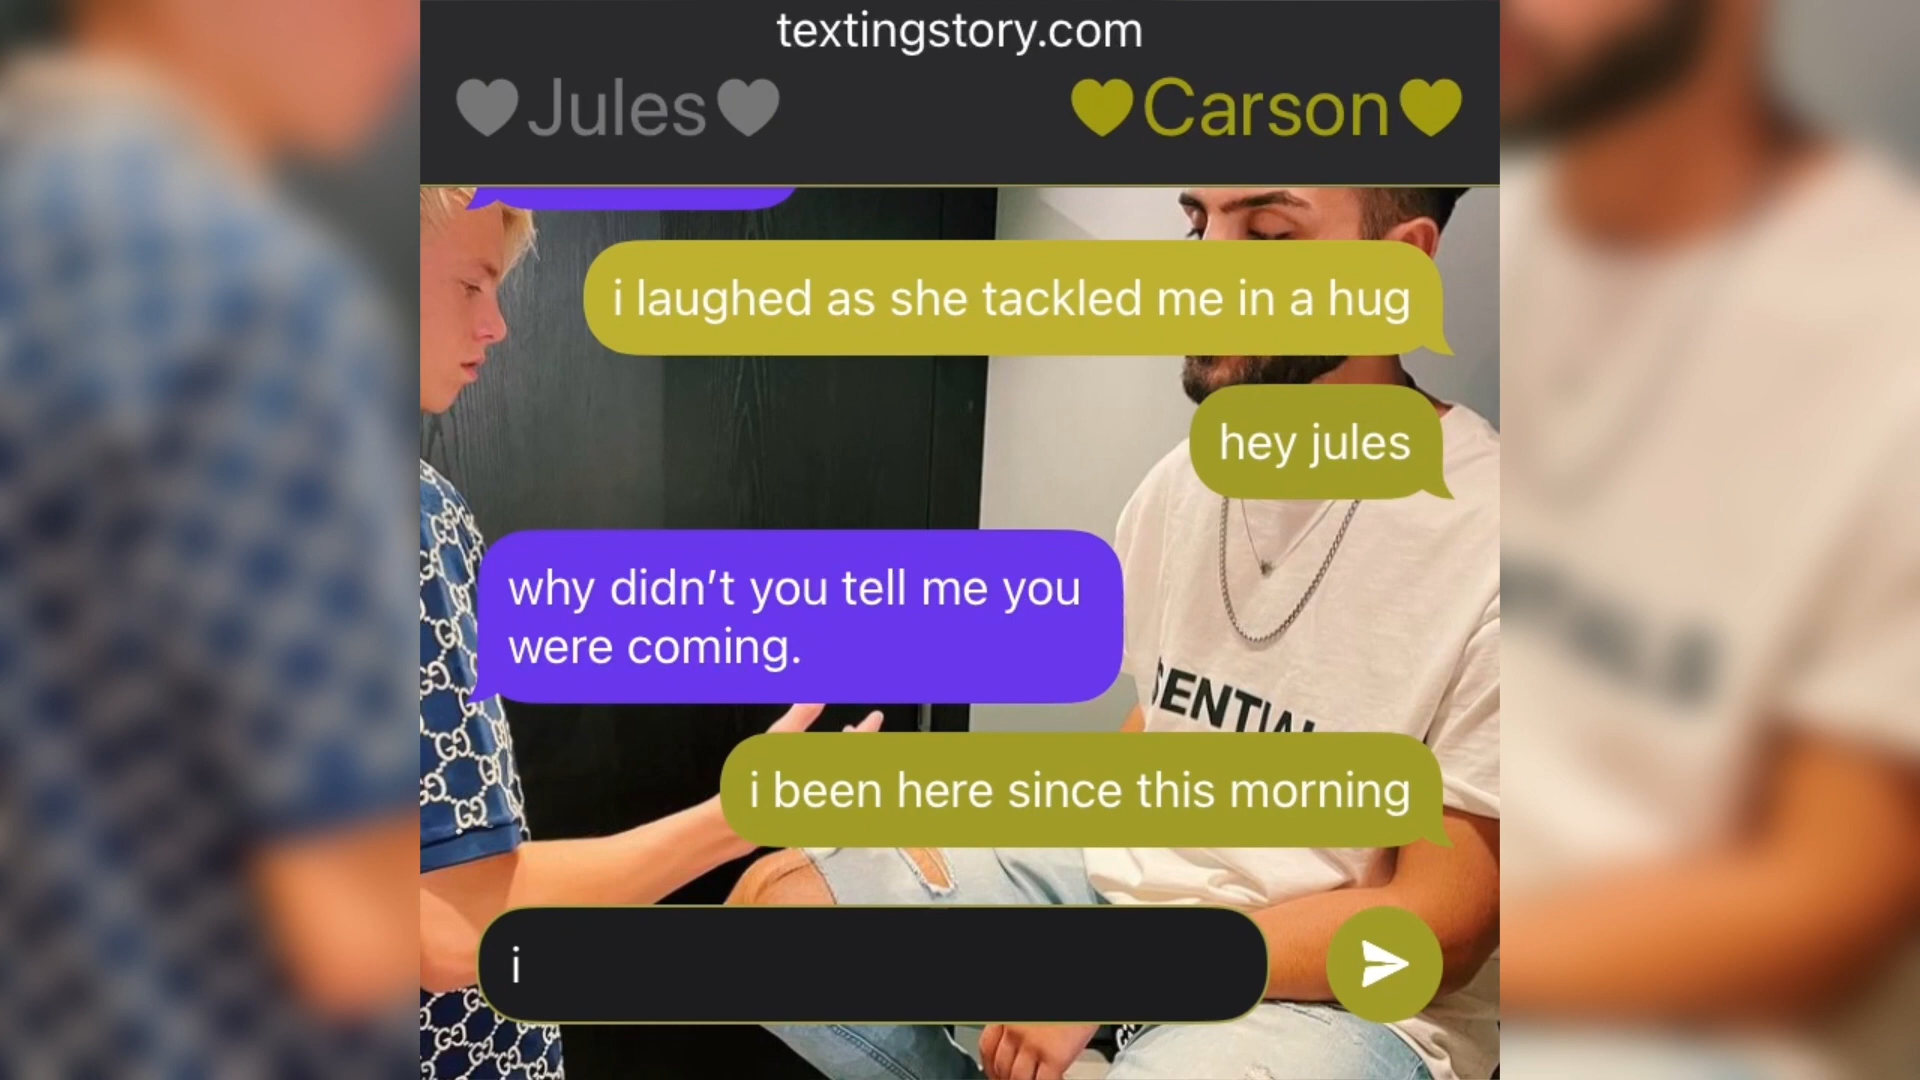 textingstory.com
🩶Jules🩶
💛Carson💛
i laughed as she tackled me in a hug
hey jules
why didn't you tell me you
were coming.
i been here since this morning
SENTIAL
i